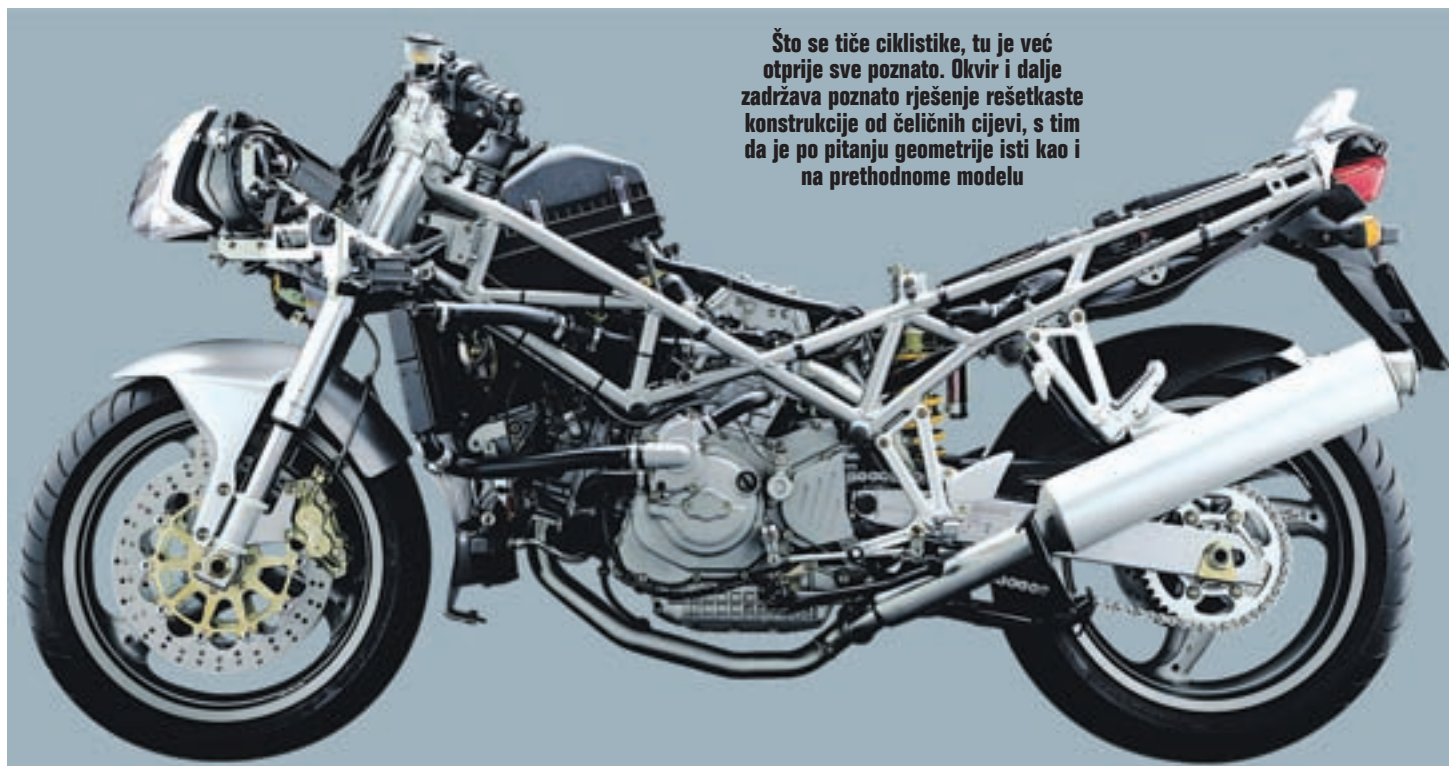 Što se tiče ciklistike, tu je već
otprije sve poznato. Okvir i dalje
zadržava poznato rješenje rešetkaste
konstrukcije od čeličnih cijevi, s tim
da je po pitanju geometrije isti kao i
na prethodnome modelu